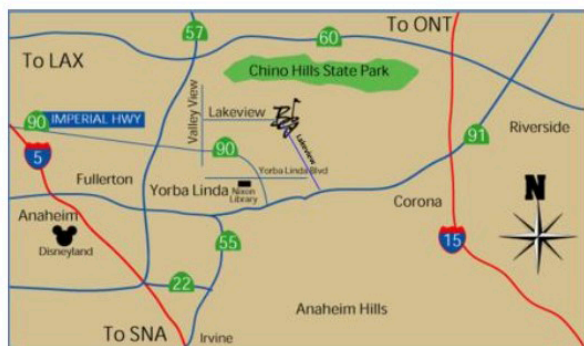 To ONT
57
60
To LAX
Chino Hills State Park
Valley View
Lakeview
90
IMPERIAL HWY
Lakeview
91
Riverside
5
90
Fullerton
Yorba Linda Blvd
Yorba Linda
Nixon
Library
N
Corona
Anaheim
Disneyland
55
15
22
Anaheim Hills
To SNA
Irvine